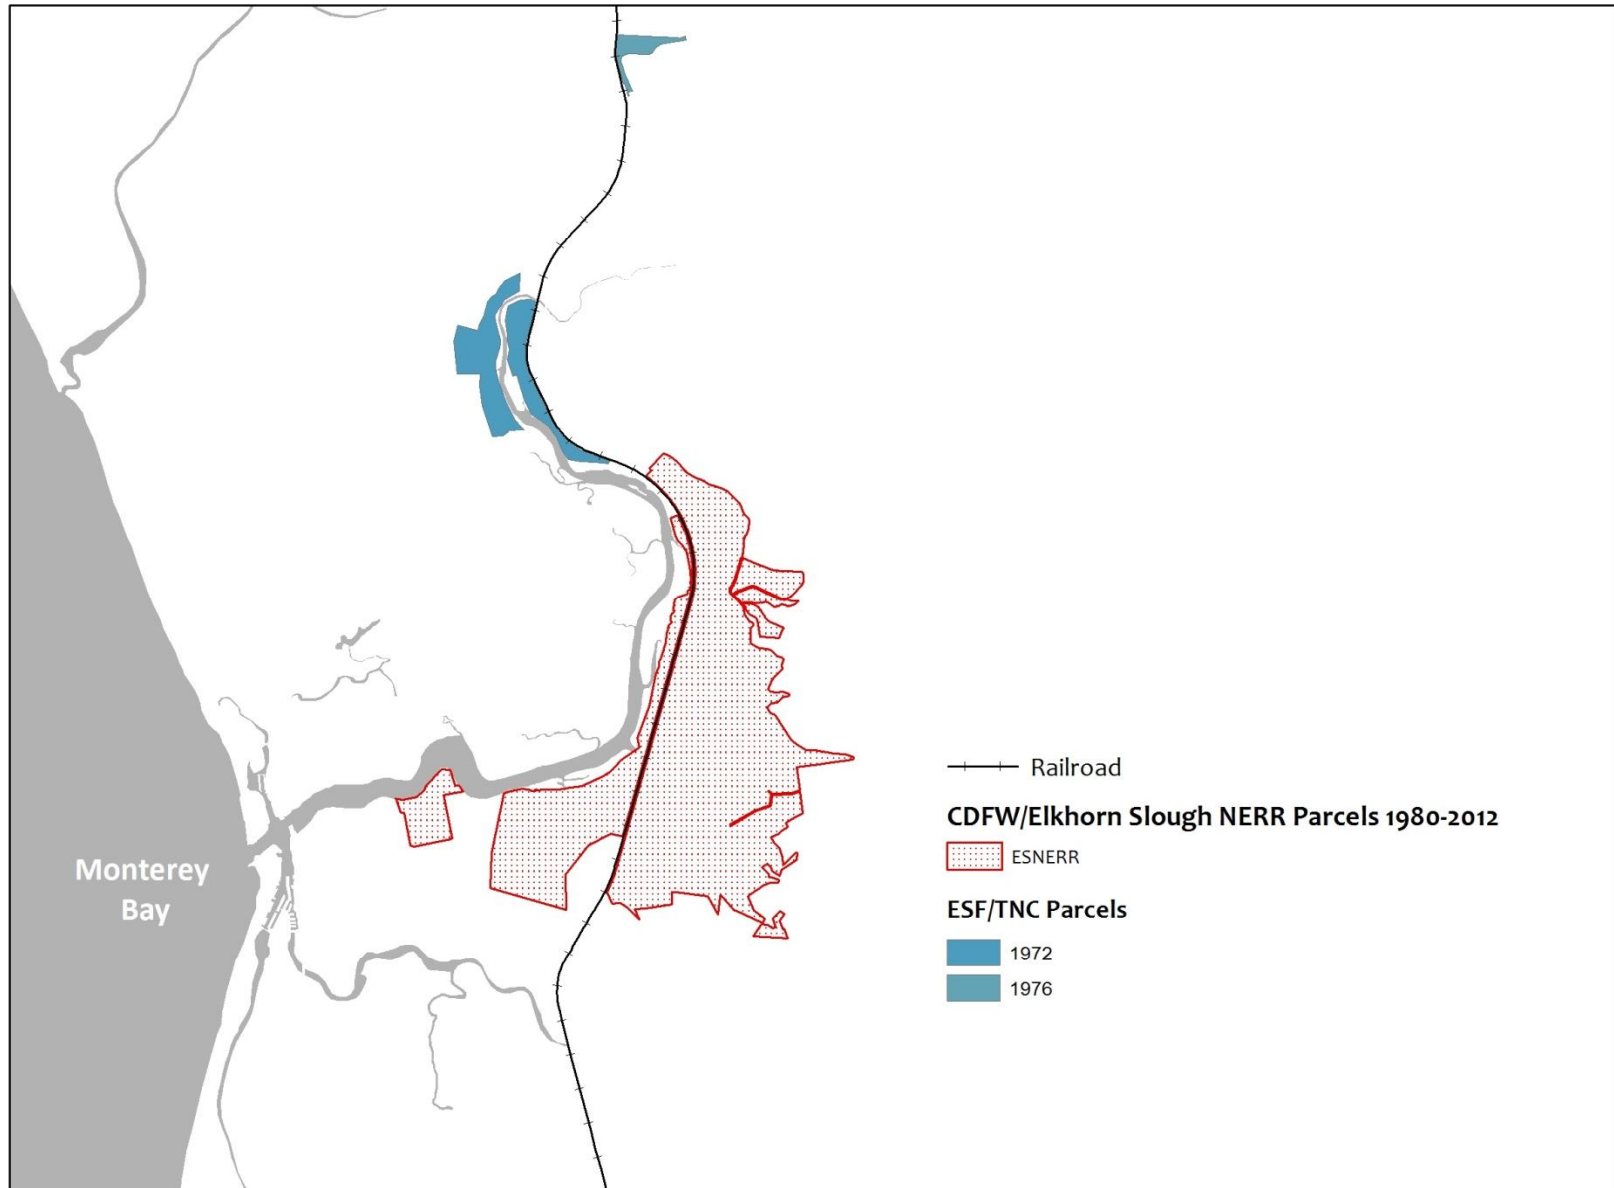 Monterey
Bay
Railroad
CDFW/Elkhorn Slough NERR Parcels 1980-2012
ESNERR
ESF/TNC Parcels
1972
1976